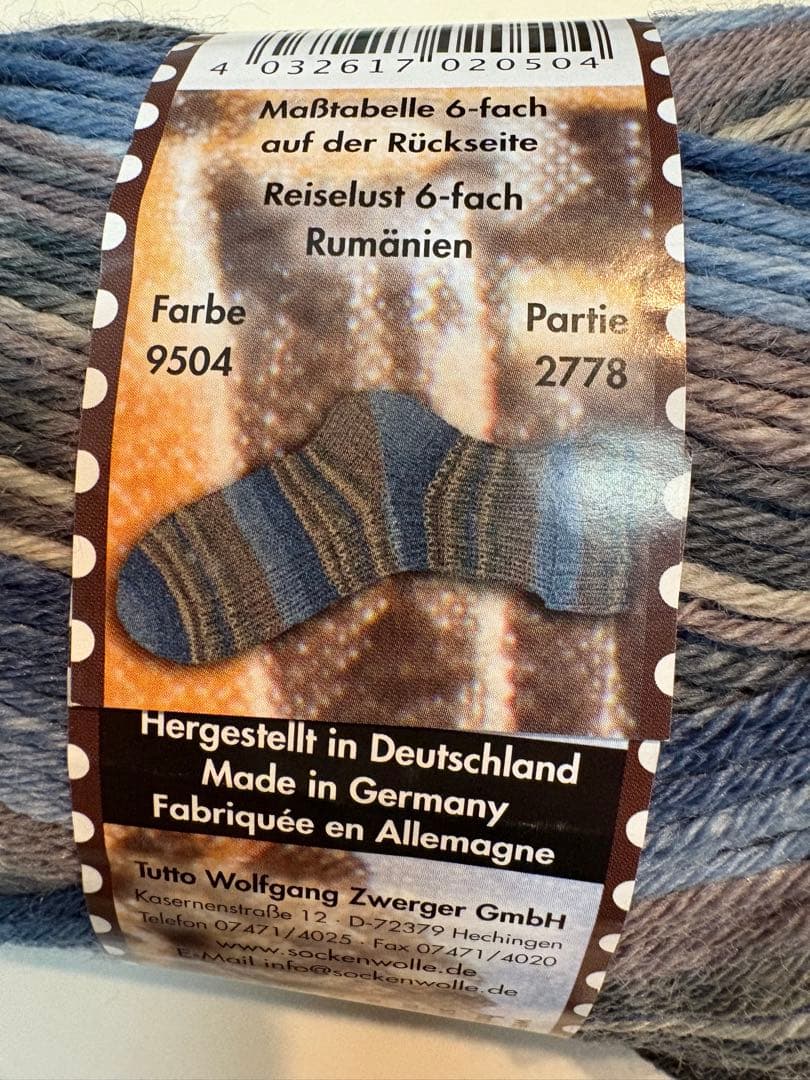 4 032617 020504
Maßtabelle 6-fach
auf der Rückseite
Reiselust 6-fach
Rumänien
Farbe
9504
Partie
2778
Hergestellt in Deutschland
Made in Germany
Fabriquée en Allemagne
Tutto Wolfgang Zwerger GmbH
Kasernenstraße 12 · D-72379 Hechingen
Telefon 07471/4025 · Fax 07471/4020
www.sockenwolle.de
E-Mail info@sockenwolle.de